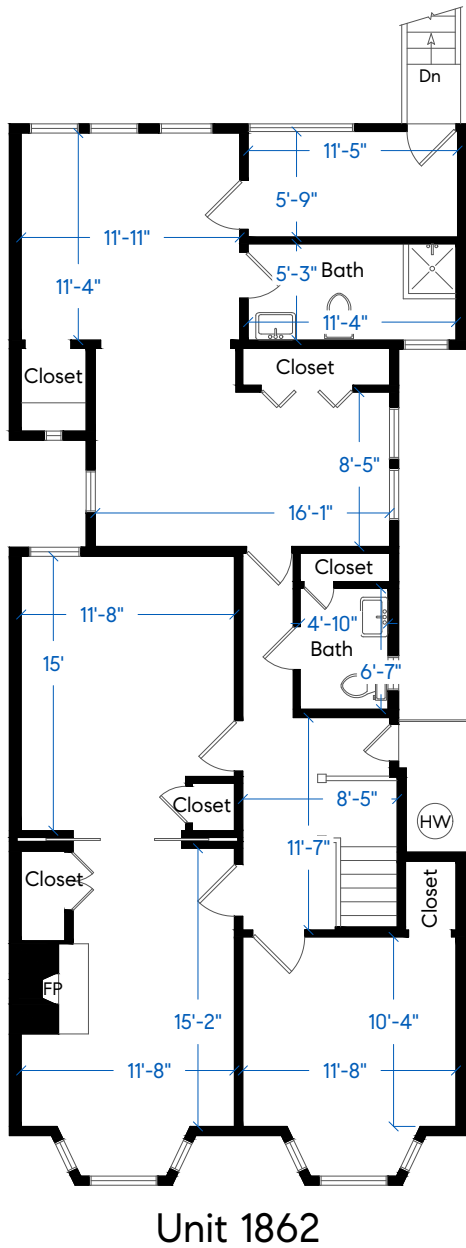 Dn
11'-5"
5'-9"
11'-11"
5'-3" Bath
11'-4"
11'-4"
Closet
Closet
8'-5"
16'-1"
Closet
11'-8"
4'-10"
Bath
15'
6'-7"
Closet
8'-5"
HW
11'-7"
Closet
Closet
FP
15'-2"
10'-4"
11'-8"
11'-8"
Unit 1862